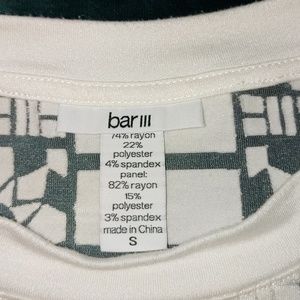 bar III
74% rayon
22%
polyester
4% spandex
panel:
82% rayon
15%
polyester
3% spandex
made in China
S